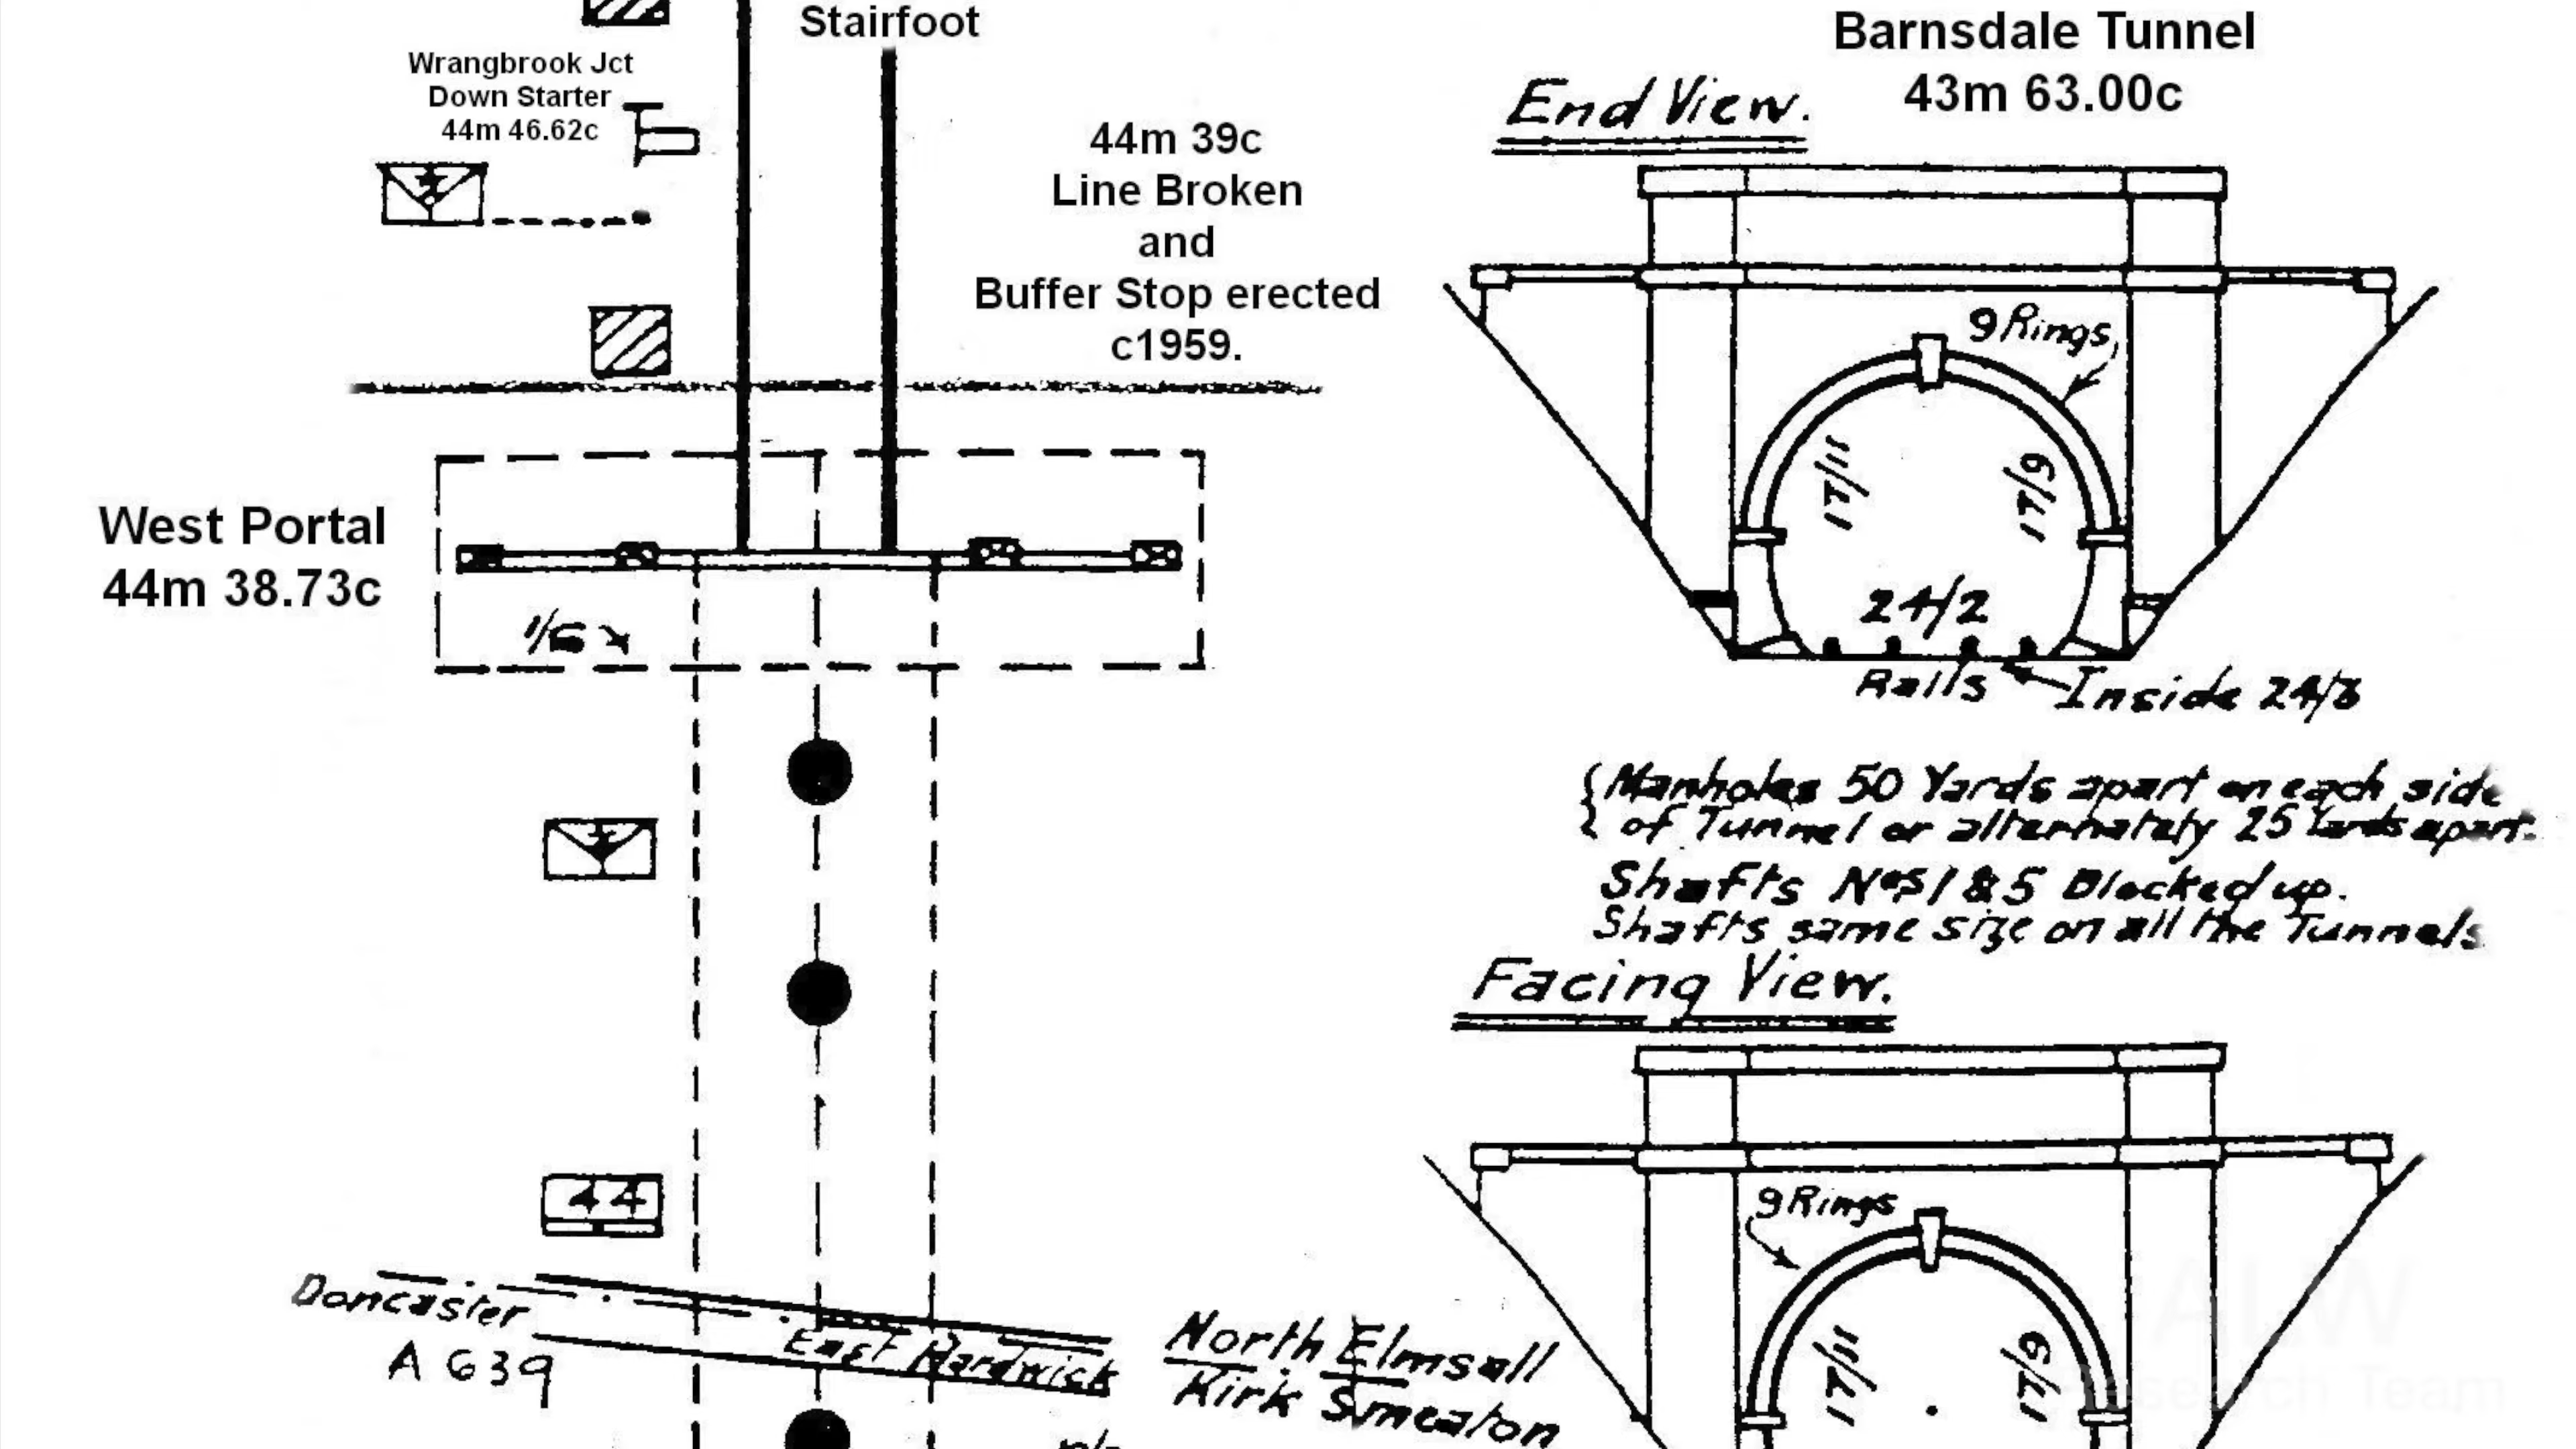 Stairfoot
Wrangbrook Jct
Down Starter
44m 46.62c
44m 39c
Line Broken
and
Buffer Stop erected
c1959.
West Portal
44m 38.73c
44
Doncaster
A 639
East Hardwick
North Elmsall
Kirk Smeaton
Barnsdale Tunnel
43m 63.00c
End View.
9 Rings
17/11
17/9
24/2
Rails
Inside
Manholes 50 Yards apart on each side
of Tunnel or alternately 25 Yards apart.
Shafts Nos 1 & 5 Blocked up.
Shafts same size on all the Tunnels
Facing View.
9 Rings
17/11
17/9
ALW
Research Team